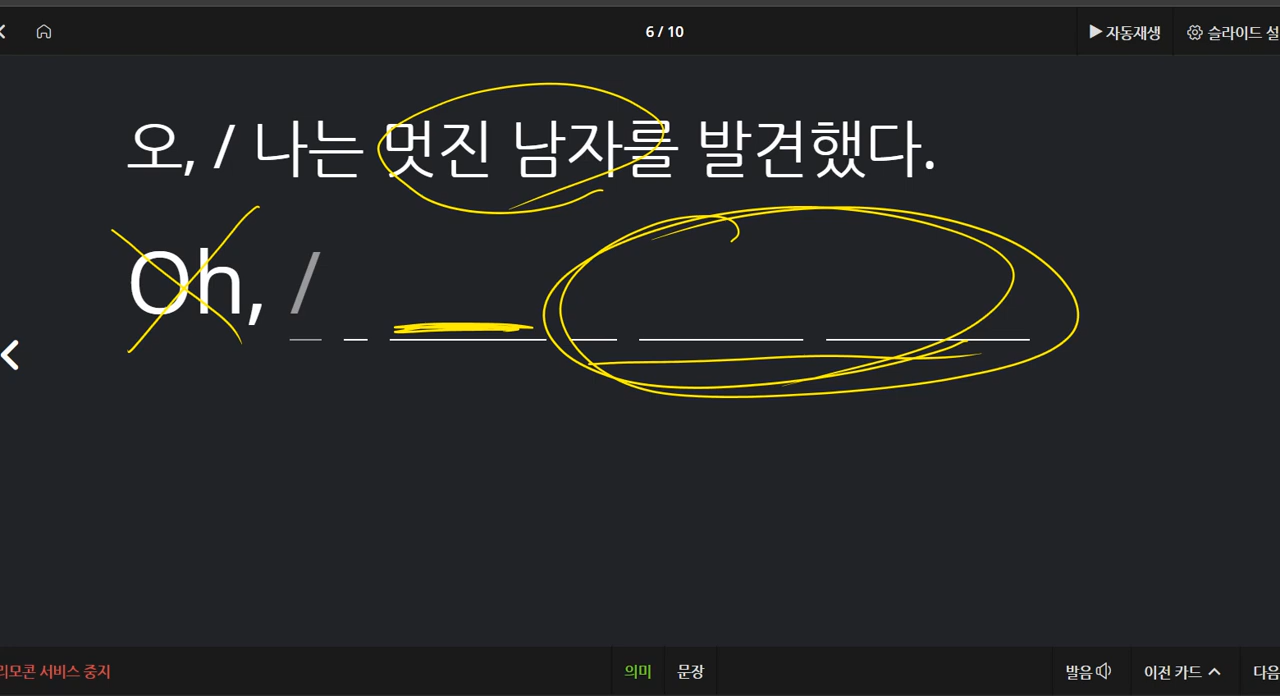 6 / 10
자동재생
슬라이드 설
오, / 나는 멋진 남자를 발견했다.
Oh, /
리모콘 서비스 중지
의미
문장
발음
이전 카드
다음